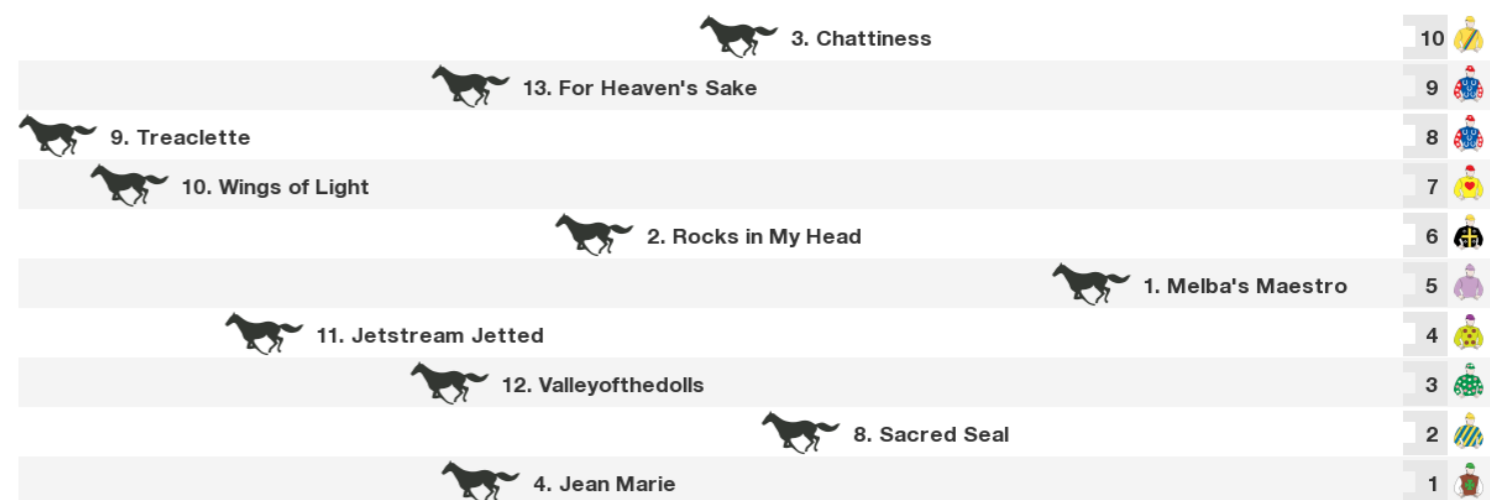 3. Chattiness 10
13. For Heaven's Sake 9
9. Treaclette 8
10. Wings of Light 7
2. Rocks in My Head 6
1. Melba's Maestro 5
11. Jetstream Jetted 4
12. Valleyofthedolls 3
8. Sacred Seal 2
4. Jean Marie 1